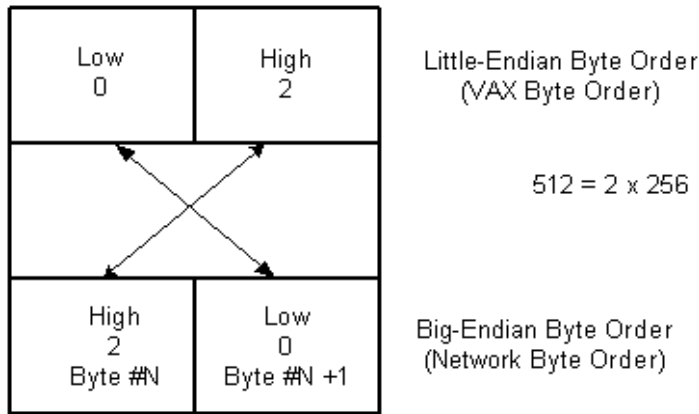 Low
0
High
2
Little-Endian Byte Order
(VAX Byte Order)
512 = 2 x 256
High
2
Byte #N
Low
0
Byte #N +1
Big-Endian Byte Order
(Network Byte Order)